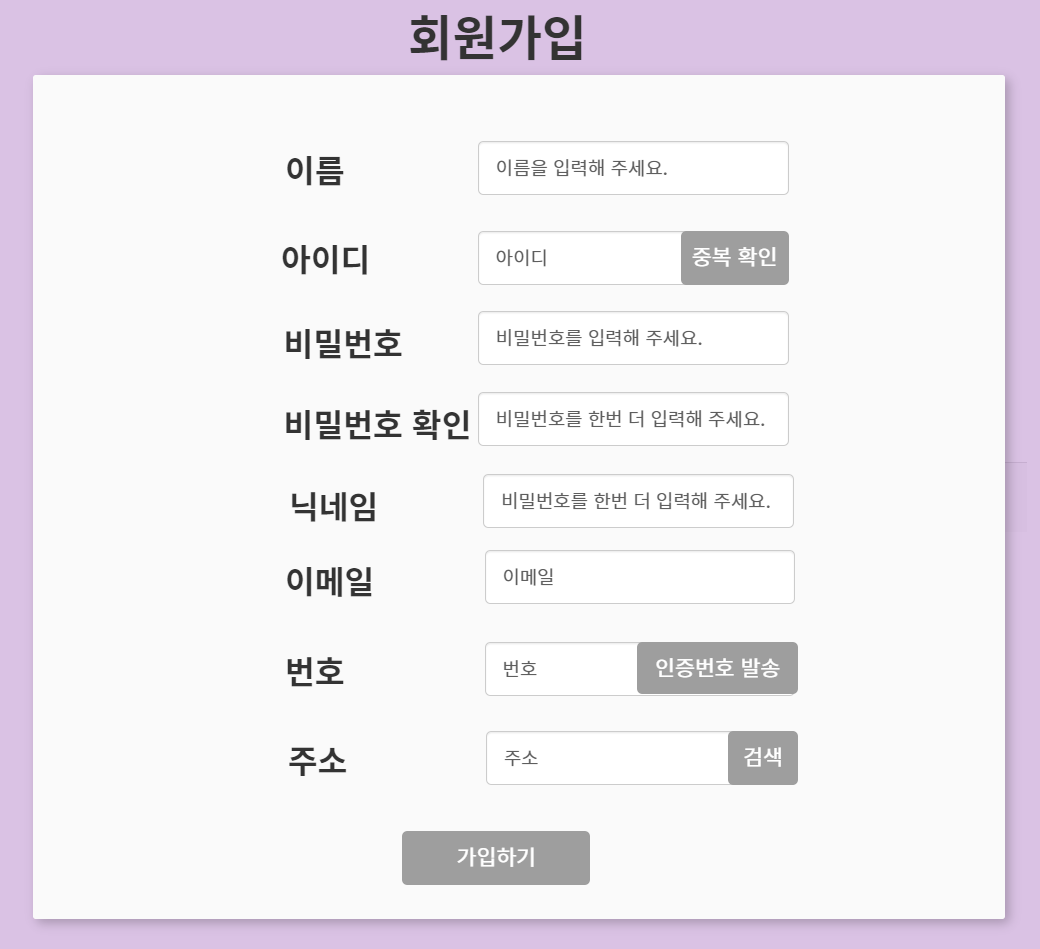 회원가입
이름
이름을 입력해 주세요.
아이디
아이디
중복 확인
비밀번호
비밀번호를 입력해 주세요.
비밀번호 확인
비밀번호를 한번 더 입력해 주세요.
닉네임
비밀번호를 한번 더 입력해 주세요.
이메일
이메일
번호
번호
인증번호 발송
주소
주소
검색
가입하기